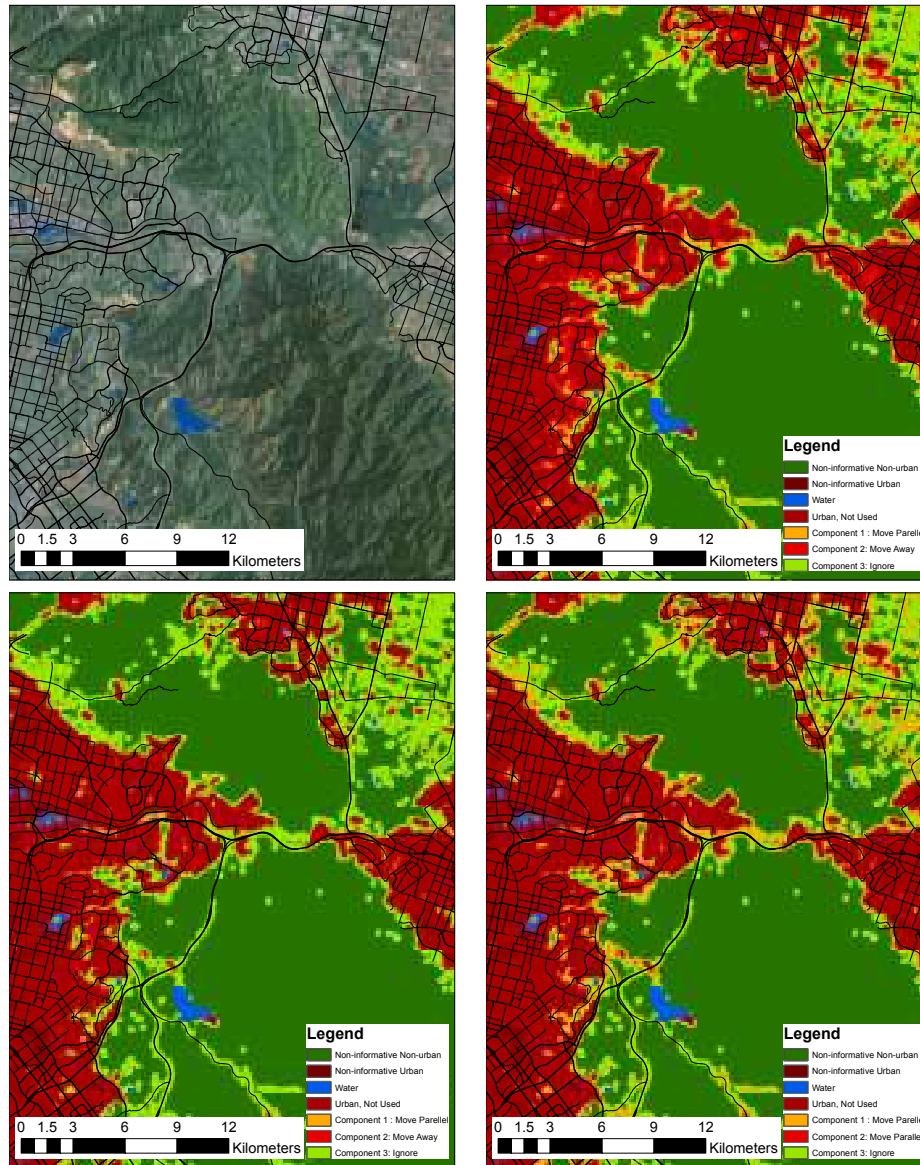 0 1.5 3 6 9 12
Kilometers
Legend
Non-informative Non-urban
Non-informative Urban
Water
Urban, Not Used
Component 1 : Move Parellel
Component 2: Move Away
Component 3: Ignore
0 1.5 3 6 9 12
Kilometers
Legend
Non-informative Non-urban
Non-informative Urban
Water
Urban, Not Used
Component 1 : Move Parellel
Component 2: Move Away
Component 3: Ignore
0 1.5 3 6 9 12
Kilometers
Legend
Non-informative Non-urban
Non-informative Urban
Water
Urban, Not Used
Component 1 : Move Parellel
Component 2: Move Parallel
Component 3: Ignore
0 1.5 3 6 9 12
Kilometers